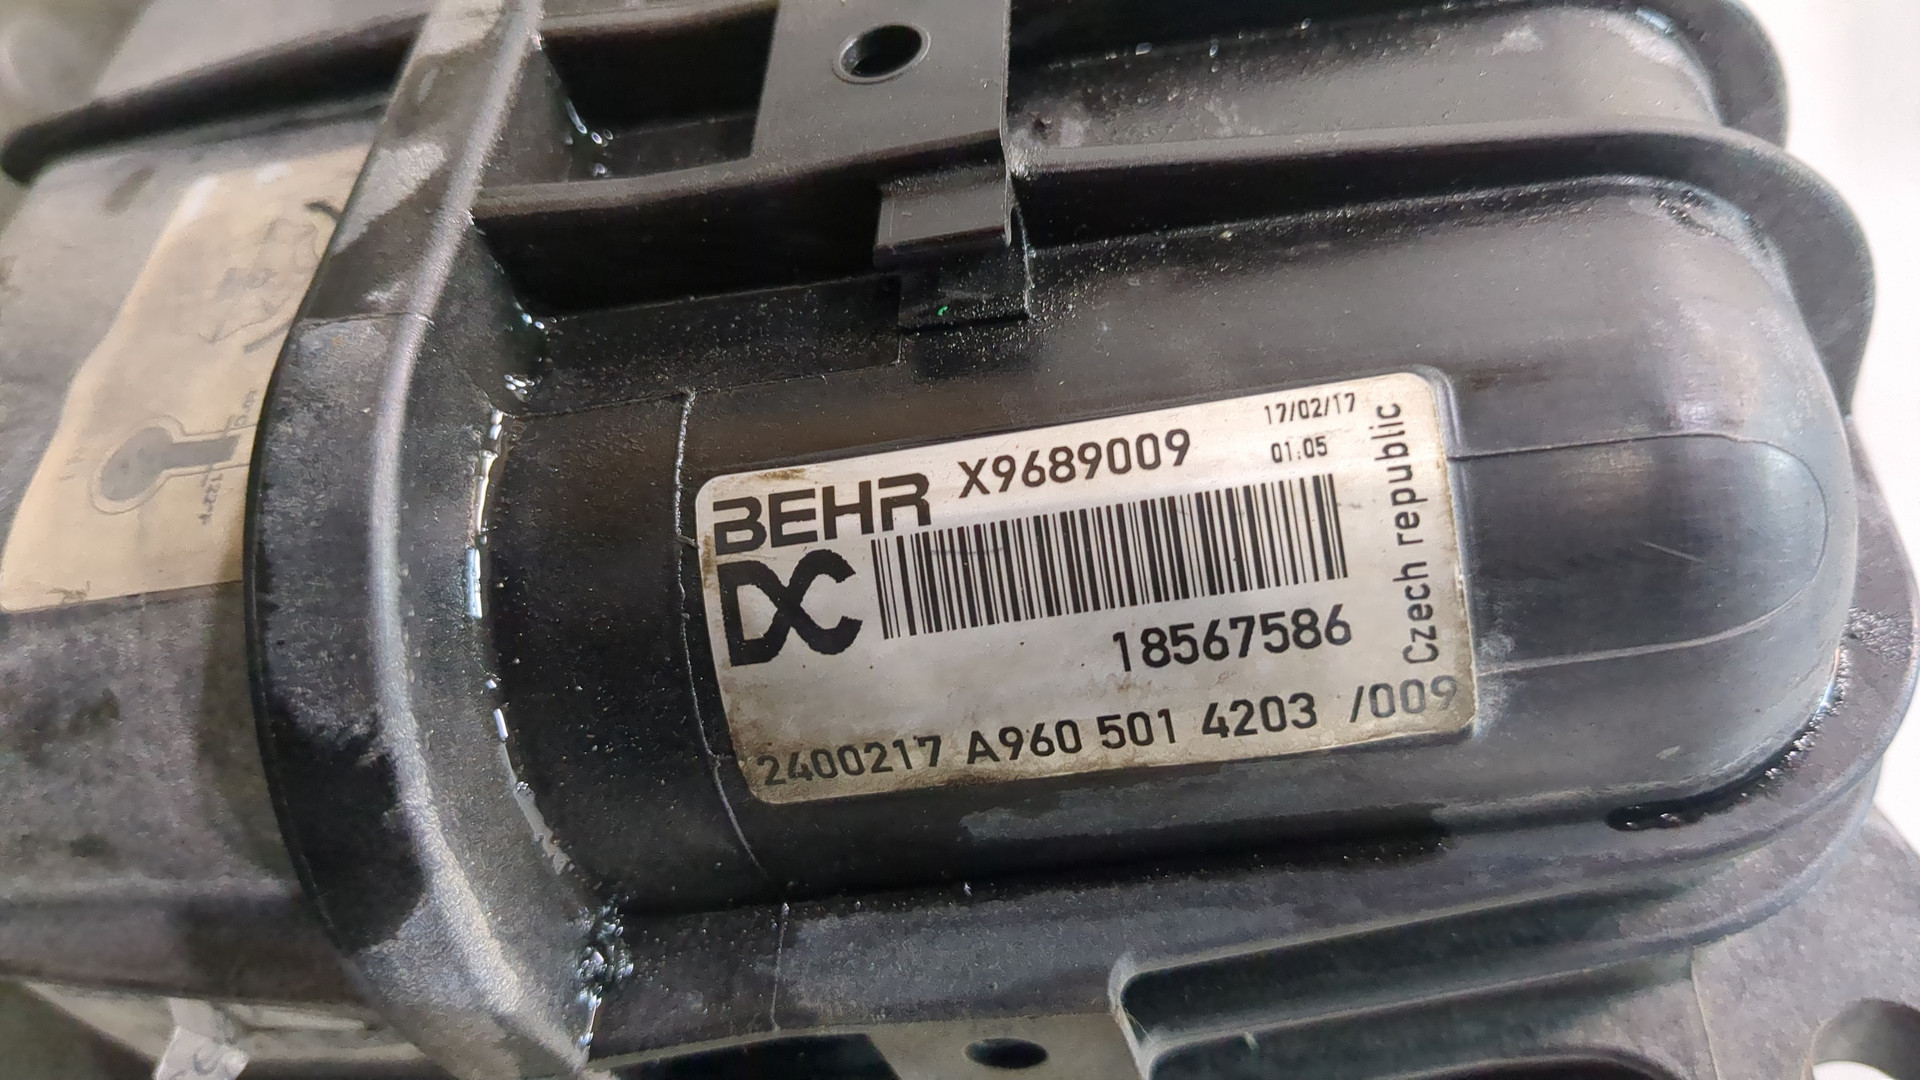 17/02/17
BEHR X9689009 01.05
DC
18567586
Czech republic
2400217 A960 501 4203 /009